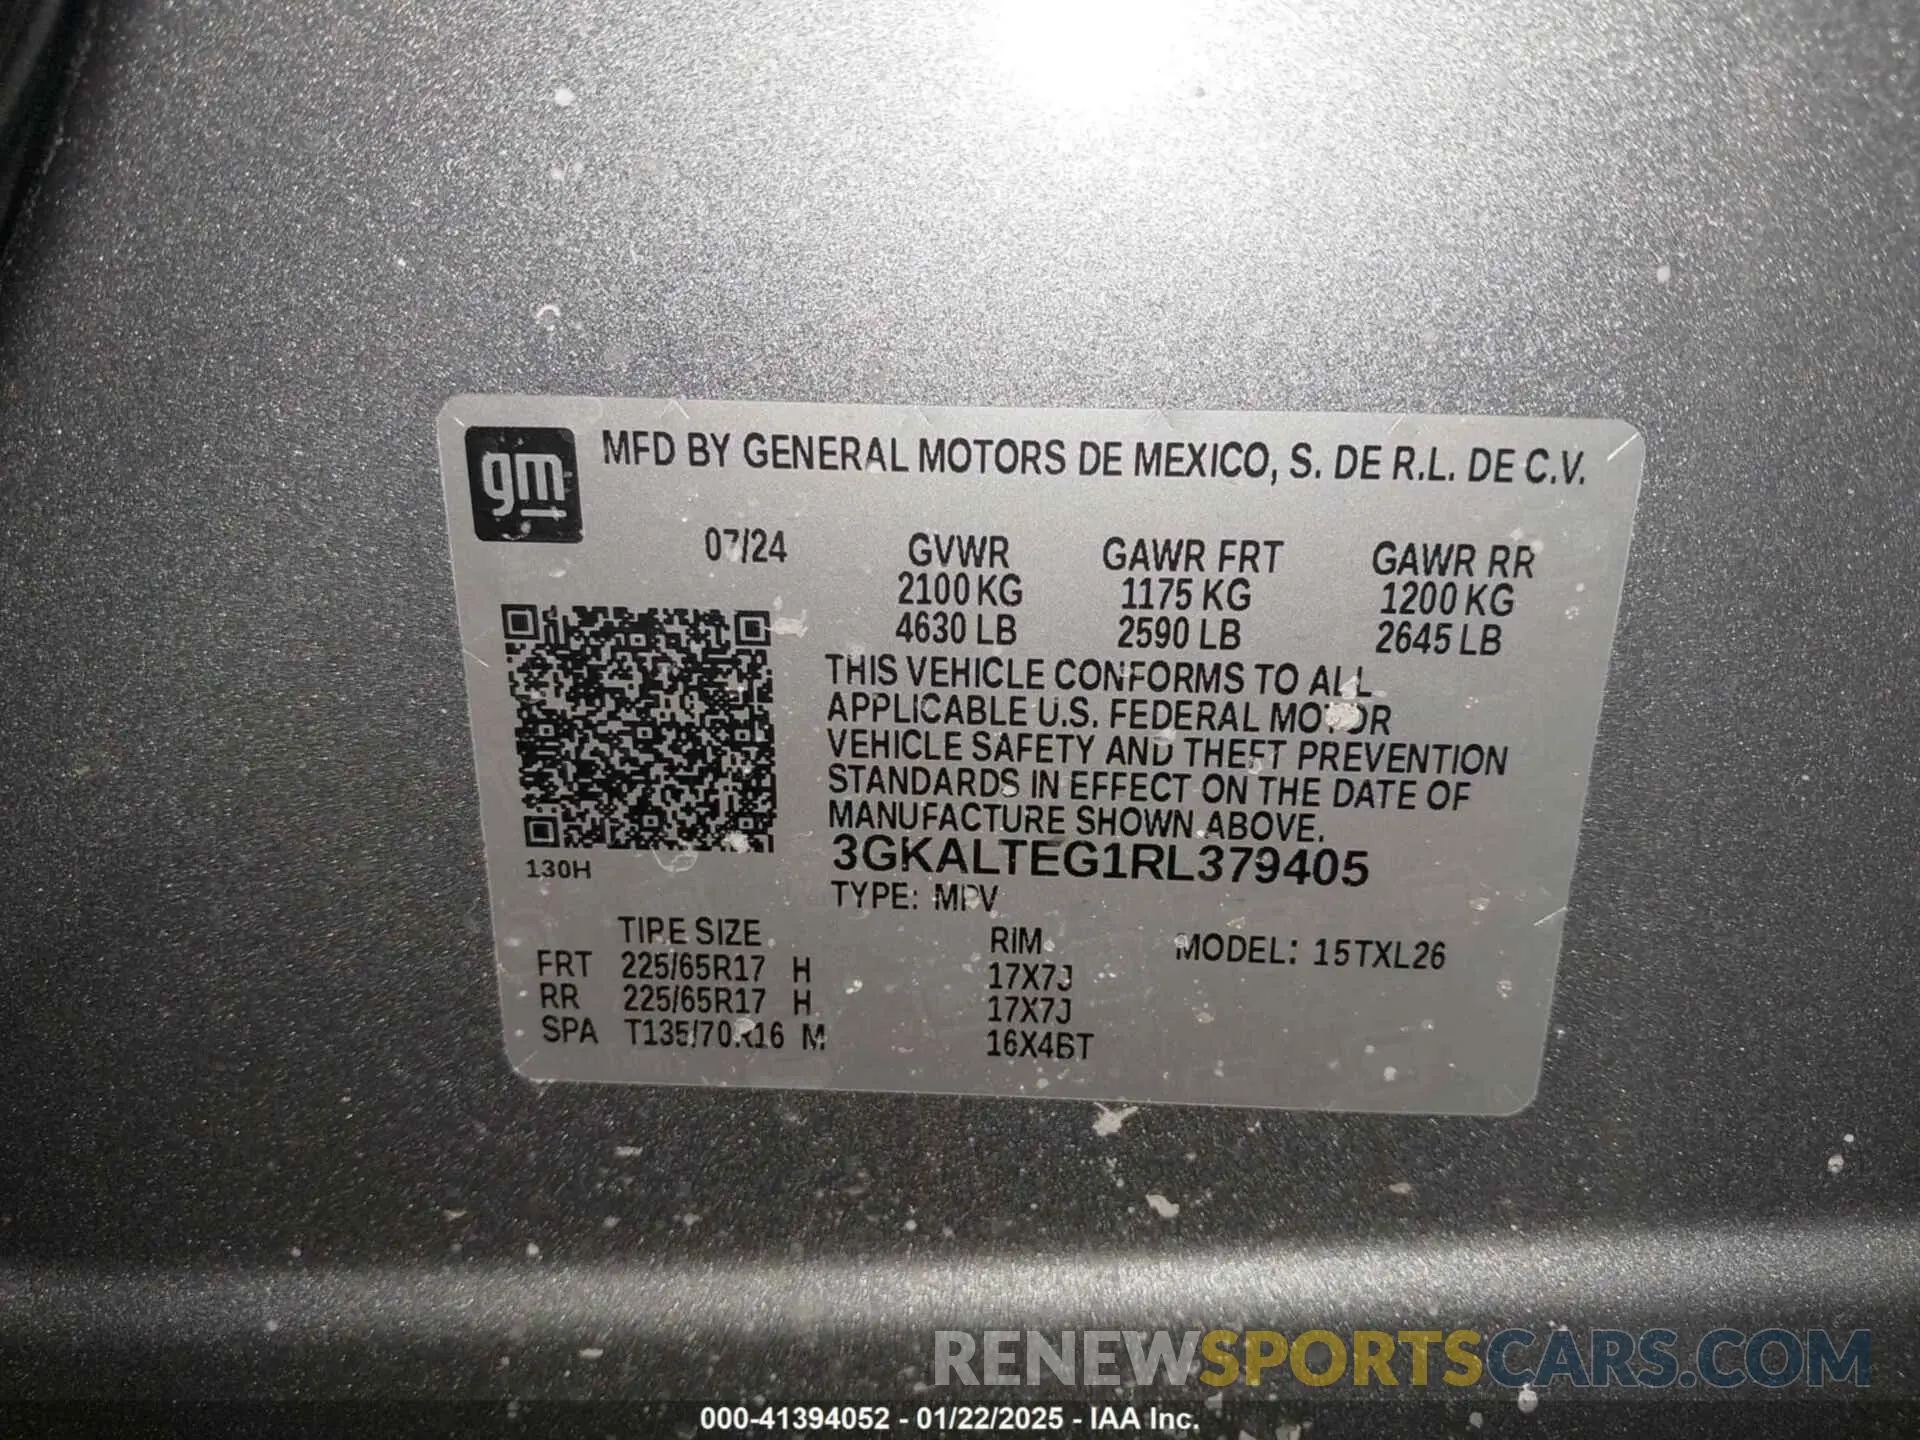 gm
MFD BY GENERAL MOTORS DE MEXICO, S. DE R.L. DE C.V.
07/24 GVWR GAWR FRT GAWR RR
2100 KG 1175 KG 1200 KG
4630 LB 2590 LB 2645 LB
THIS VEHICLE CONFORMS TO ALL
APPLICABLE U.S. FEDERAL MOTOR
VEHICLE SAFETY AND THEFT PREVENTION
STANDARDS IN EFFECT ON THE DATE OF
MANUFACTURE SHOWN ABOVE.
130H
3GKALTEG1RL379405
TYPE: MPV
TIRE SIZE RIM MODEL: 15TXL26
FRT 225/65R17 H 17X7J
RR 225/65R17 H 17X7J
SPA T135/70R16 M 16X4BT
RENEWSPORTSCARS.COM
000-41394052 - 01/22/2025 - IAA Inc.